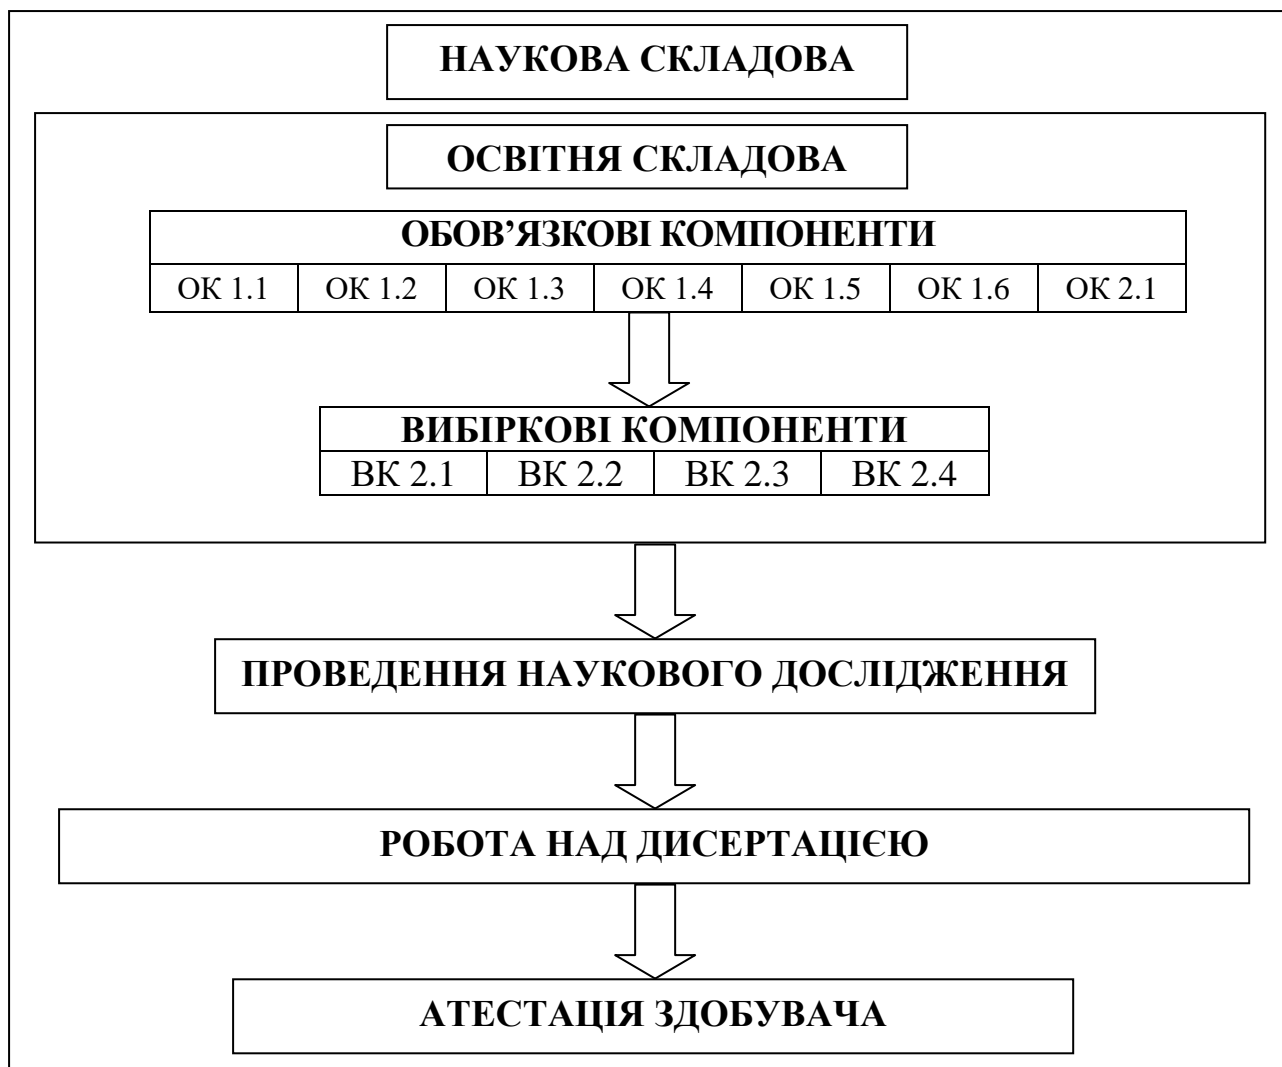 НАУКОВА СКЛАДОВА
ОСВІТНЯ СКЛАДОВА
ОБОВ’ЯЗКОВІ КОМПОНЕНТИ
ОК 1.1 ОК 1.2 ОК 1.3 ОК 1.4 ОК 1.5 ОК 1.6 ОК 2.1
ВИБІРКОВІ КОМПОНЕНТИ
ВК 2.1 ВК 2.2 ВК 2.3 ВК 2.4
ПРОВЕДЕННЯ НАУКОВОГО ДОСЛІДЖЕННЯ
РОБОТА НАД ДИСЕРТАЦІЄЮ
АТЕСТАЦІЯ ЗДОБУВАЧА